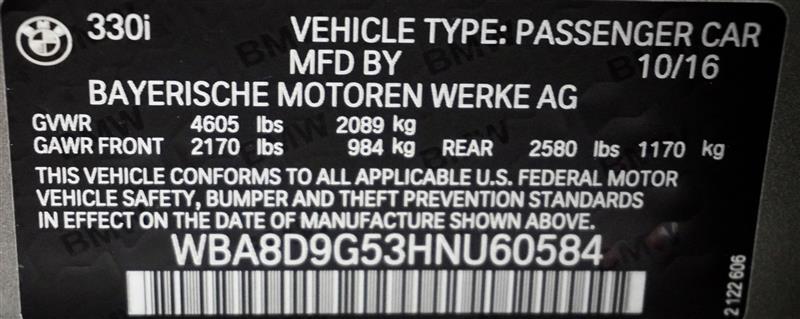 330i VEHICLE TYPE: PASSENGER CAR
MFD BY 10/16
BAYERISCHE MOTOREN WERKE AG
GVWR 4605 lbs 2089 kg
GAWR FRONT 2170 lbs 984 kg REAR 2580 lbs 1170 kg
THIS VEHICLE CONFORMS TO ALL APPLICABLE U.S. FEDERAL MOTOR
VEHICLE SAFETY, BUMPER AND THEFT PREVENTION STANDARDS
IN EFFECT ON THE DATE OF MANUFACTURE SHOWN ABOVE.
WBA8D9G53HNU60584
2 122 606